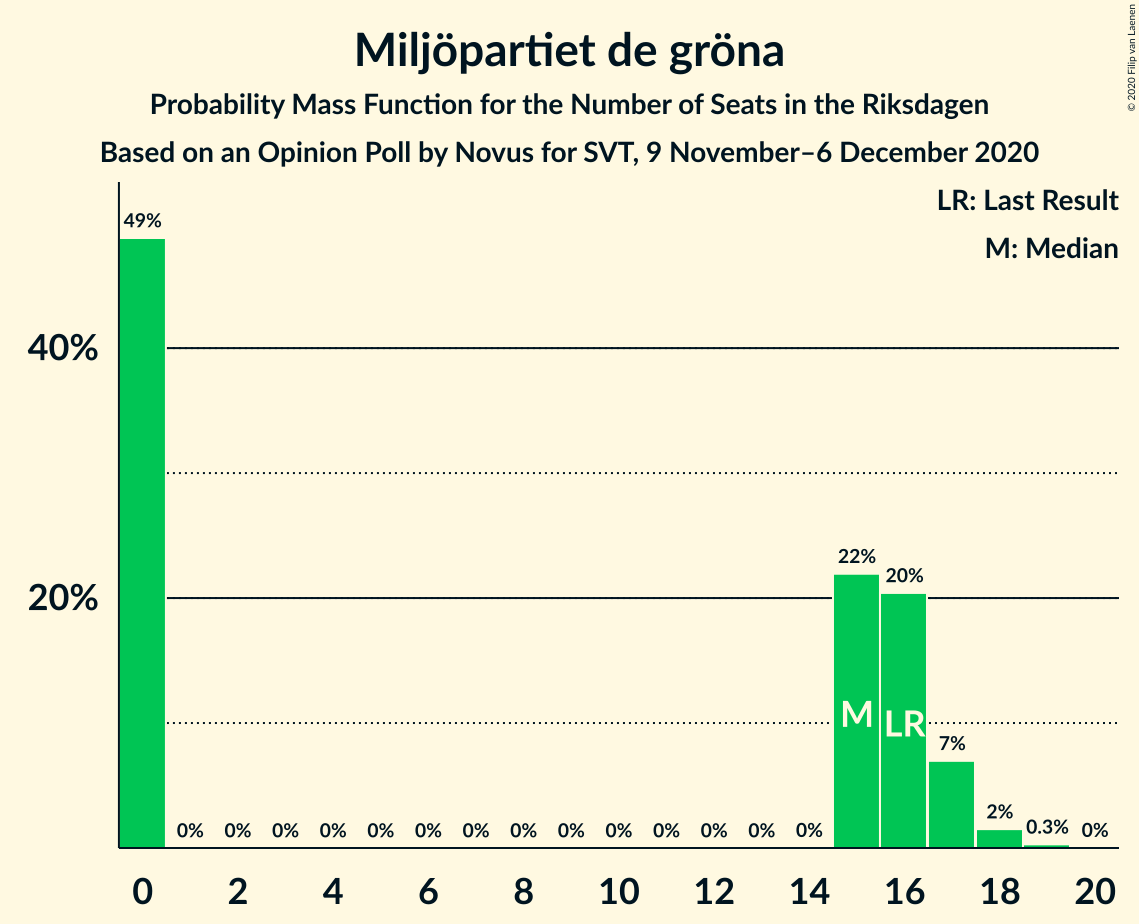 Miljöpartiet de gröna
Probability Mass Function for the Number of Seats in the Riksdagen
Based on an Opinion Poll by Novus for SVT, 9 November–6 December 2020
© 2020 Filip van Laenen
LR: Last Result
M: Median
49%
40%
22%
20%
20%
M
LR
7%
0% 0% 0% 0% 0% 0% 0% 0% 0% 0% 0% 0% 0% 0% 2% 0.3% 0%
0 2 4 6 8 10 12 14 16 18 20